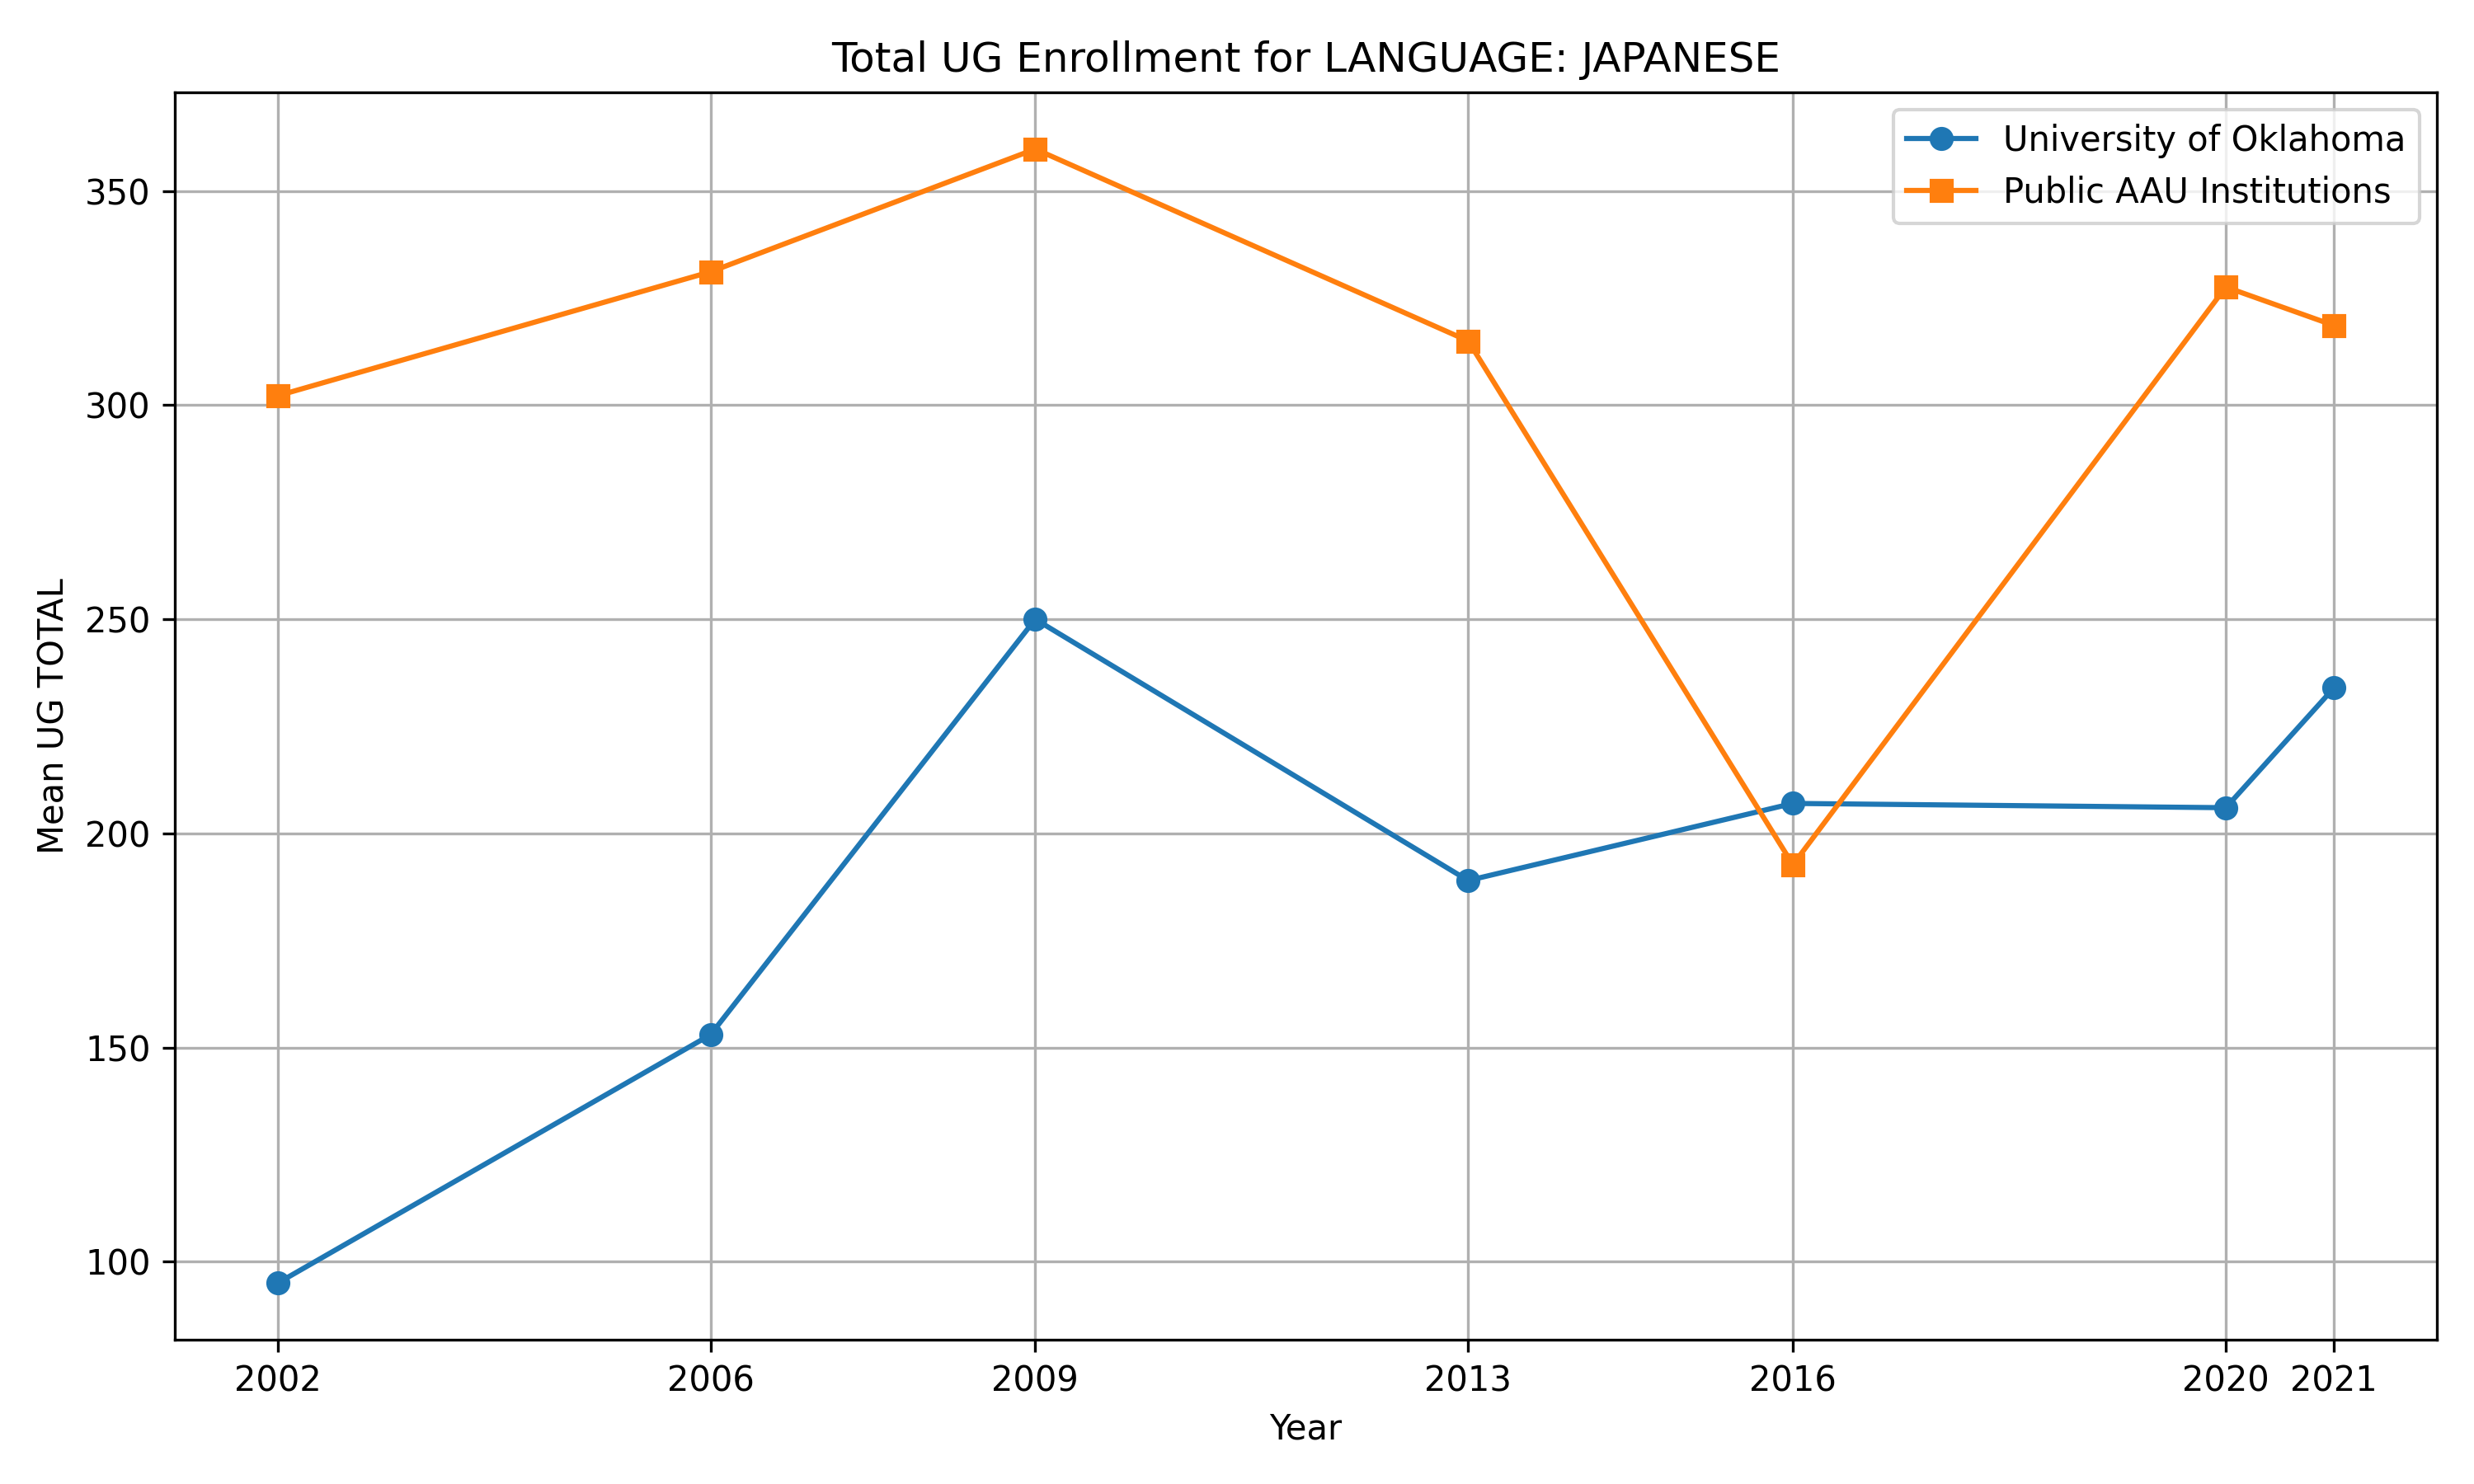 Total UG Enrollment for LANGUAGE: JAPANESE
University of Oklahoma
Public AAU Institutions
Mean UG TOTAL
350
300
250
200
150
100
2002 2006 2009 2013 2016 2020 2021
Year